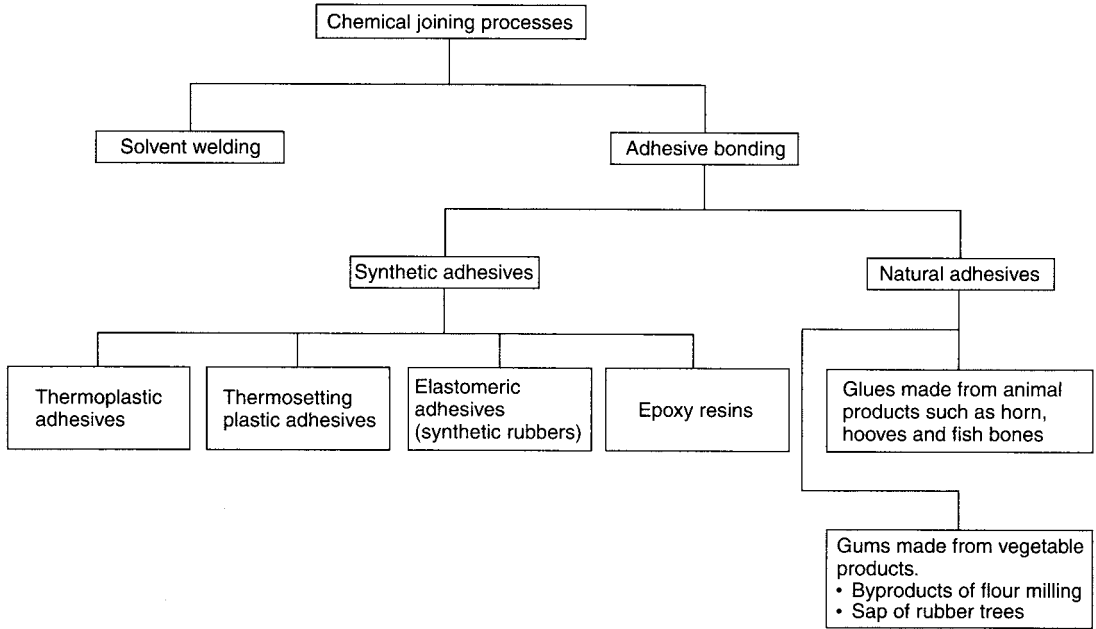 Chemical joining processes
Solvent welding
Adhesive bonding
Synthetic adhesives
Natural adhesives
Thermoplastic
adhesives
Thermosetting
plastic adhesives
Elastomeric
adhesives
(synthetic rubbers)
Epoxy resins
Glues made from animal
products such as horn,
hooves and fish bones
Gums made from vegetable
products.
• Byproducts of flour milling
• Sap of rubber trees